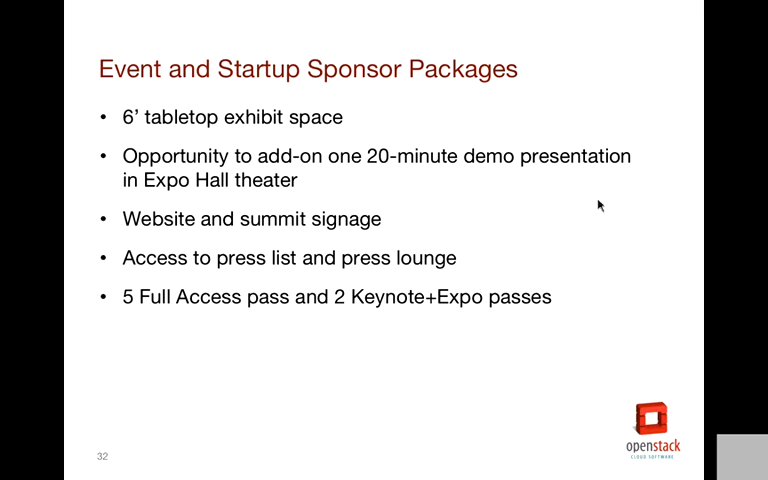 Event and Startup Sponsor Packages
• 6’ tabletop exhibit space
• Opportunity to add-on one 20-minute demo presentation
in Expo Hall theater
• Website and summit signage
• Access to press list and press lounge
• 5 Full Access pass and 2 Keynote+Expo passes
openstack
CLOUD SOFTWARE
32